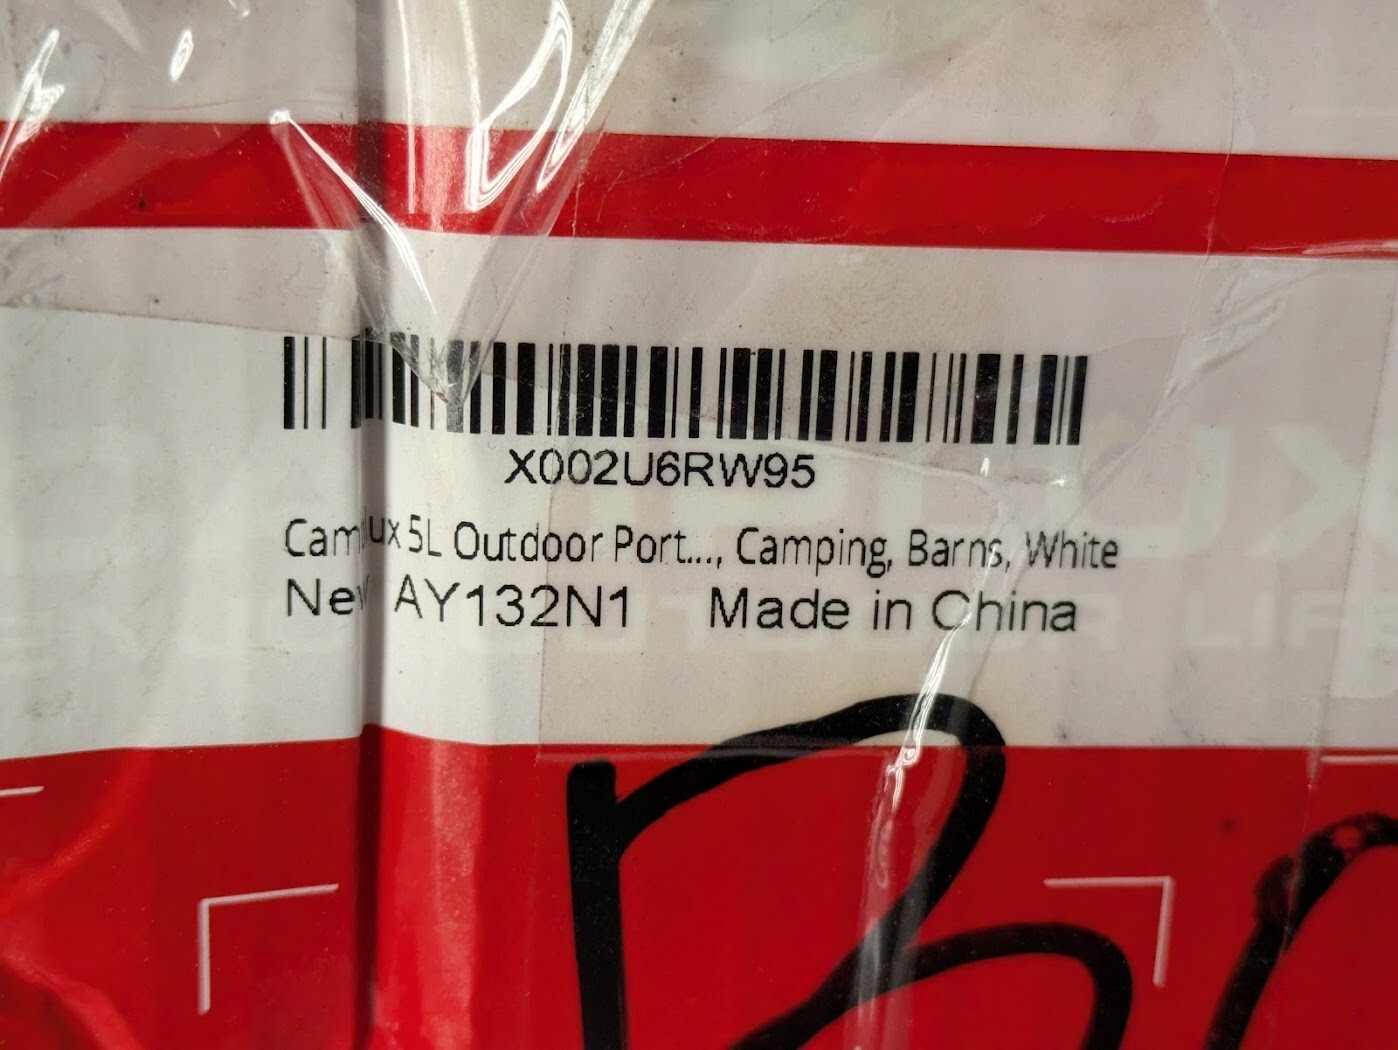 X002U6RW95
Camplux 5L Outdoor Port..., Camping, Barns, White
New AY132N1 Made in China